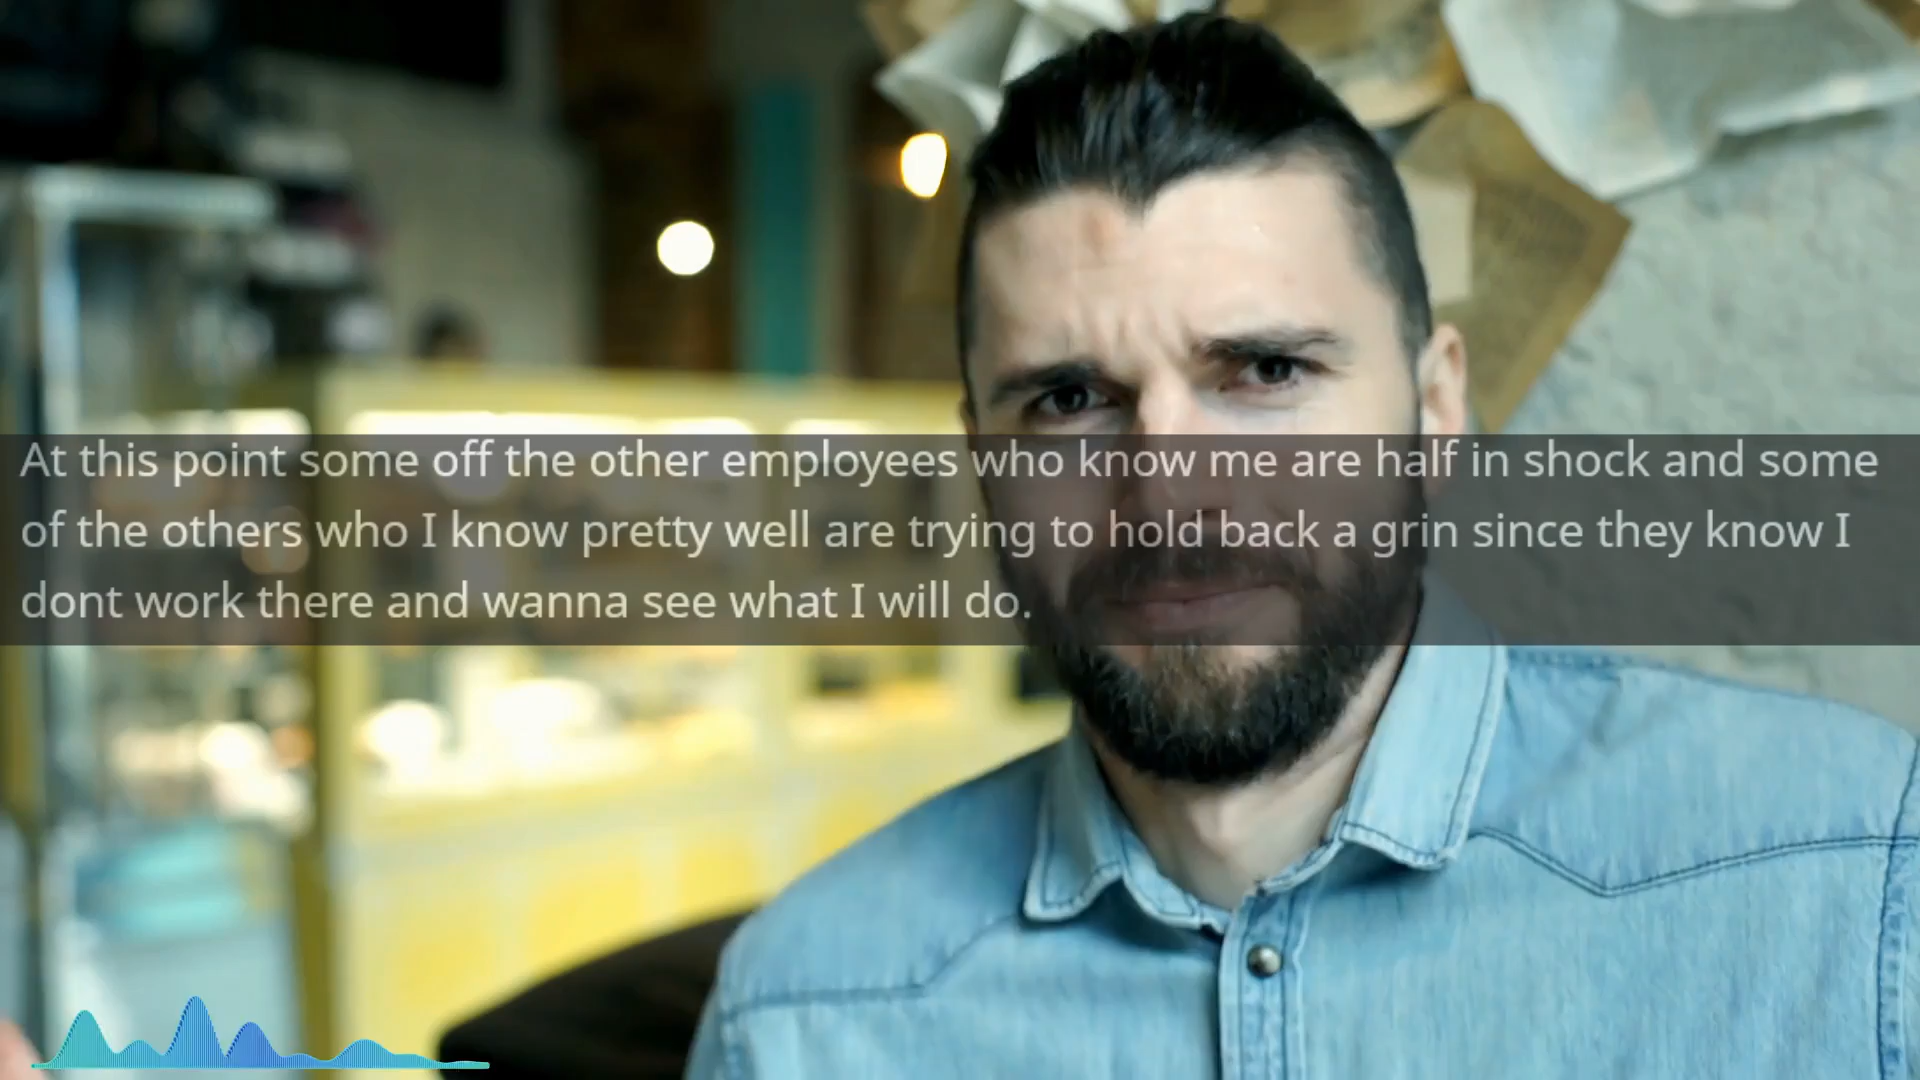 At this point some off the other employees who know me are half in shock and some
of the others who I know pretty well are trying to hold back a grin since they know I
dont work there and wanna see what I will do.